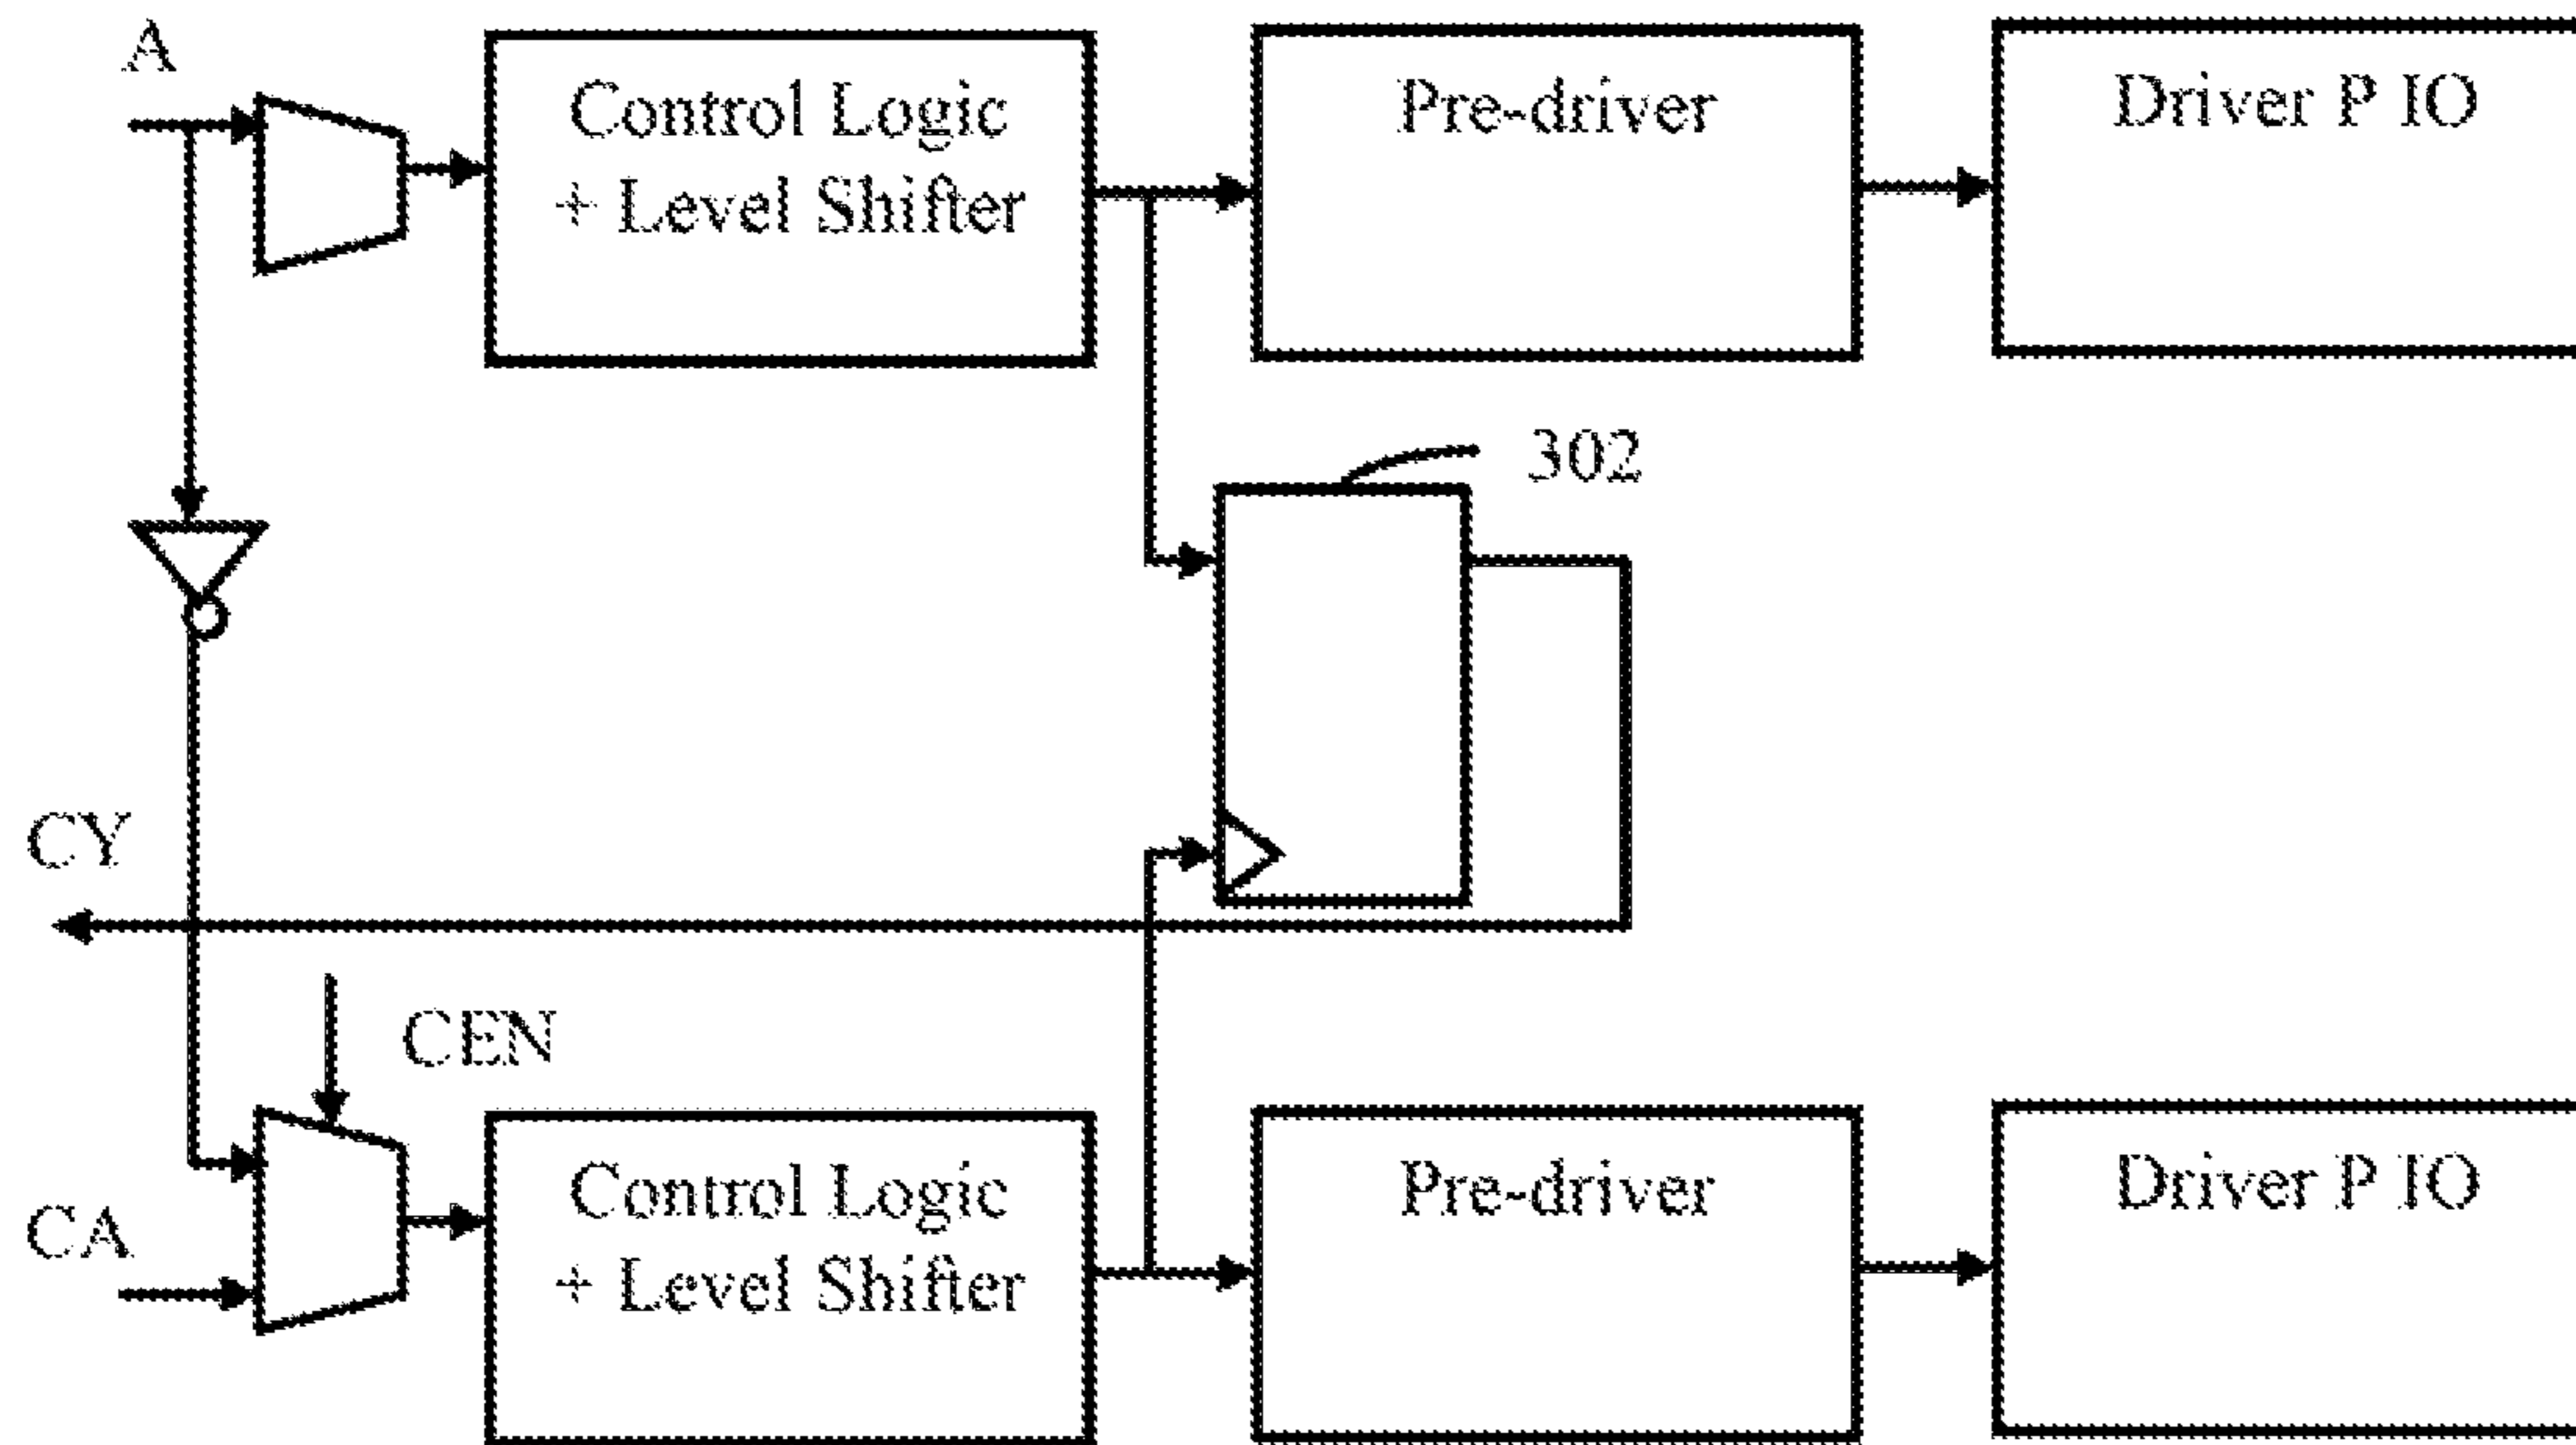 A
Control Logic
+ Level Shifter
Pre-driver
Driver P IO
302
CY
CEN
CA
Control Logic
+ Level Shifter
Pre-driver
Driver P IO